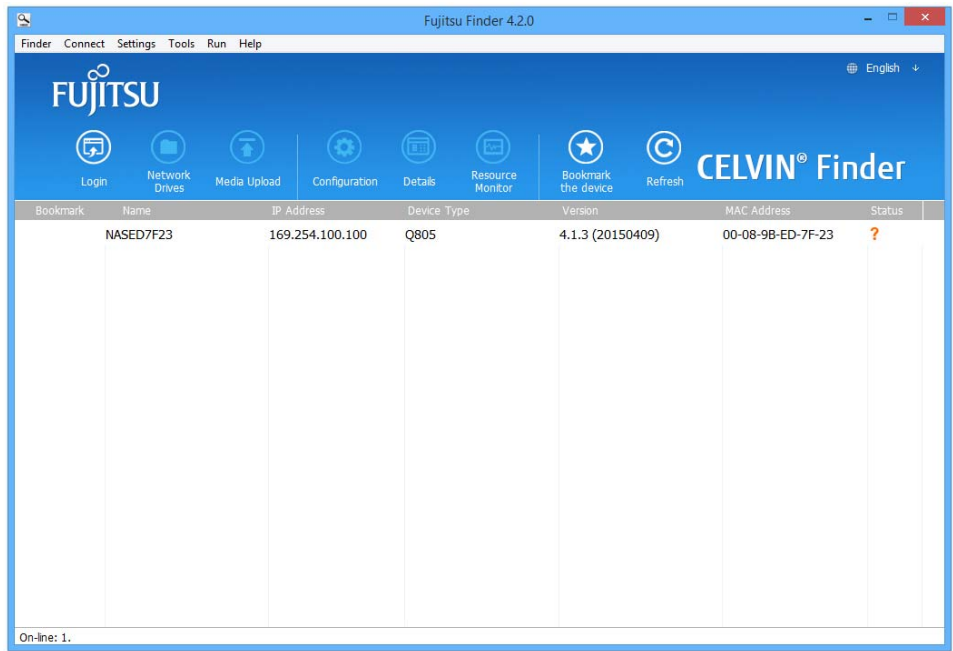 Fujitsu Finder 4.2.0
Finder Connect Settings Tools Run Help
FUJITSU
English
Login
Network Drives
Media Upload
Configuration
Details
Resource Monitor
Bookmark the device
Refresh
CELVIN® Finder
Bookmark Name IP Address Device Type Version MAC Address Status
NASED7F23 169.254.100.100 Q805 4.1.3 (20150409) 00-08-9B-ED-7F-23 ?
On-line: 1.